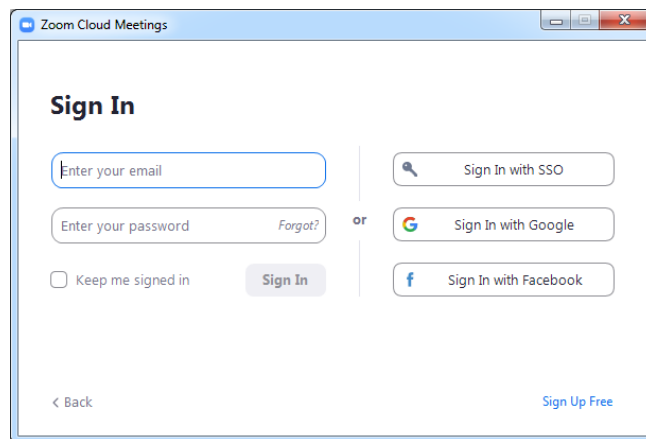 Zoom Cloud Meetings
Sign In
Enter your email
Enter your password Forgot?
Keep me signed in Sign In
or
Sign In with SSO
Sign In with Google
Sign In with Facebook
< Back
Sign Up Free